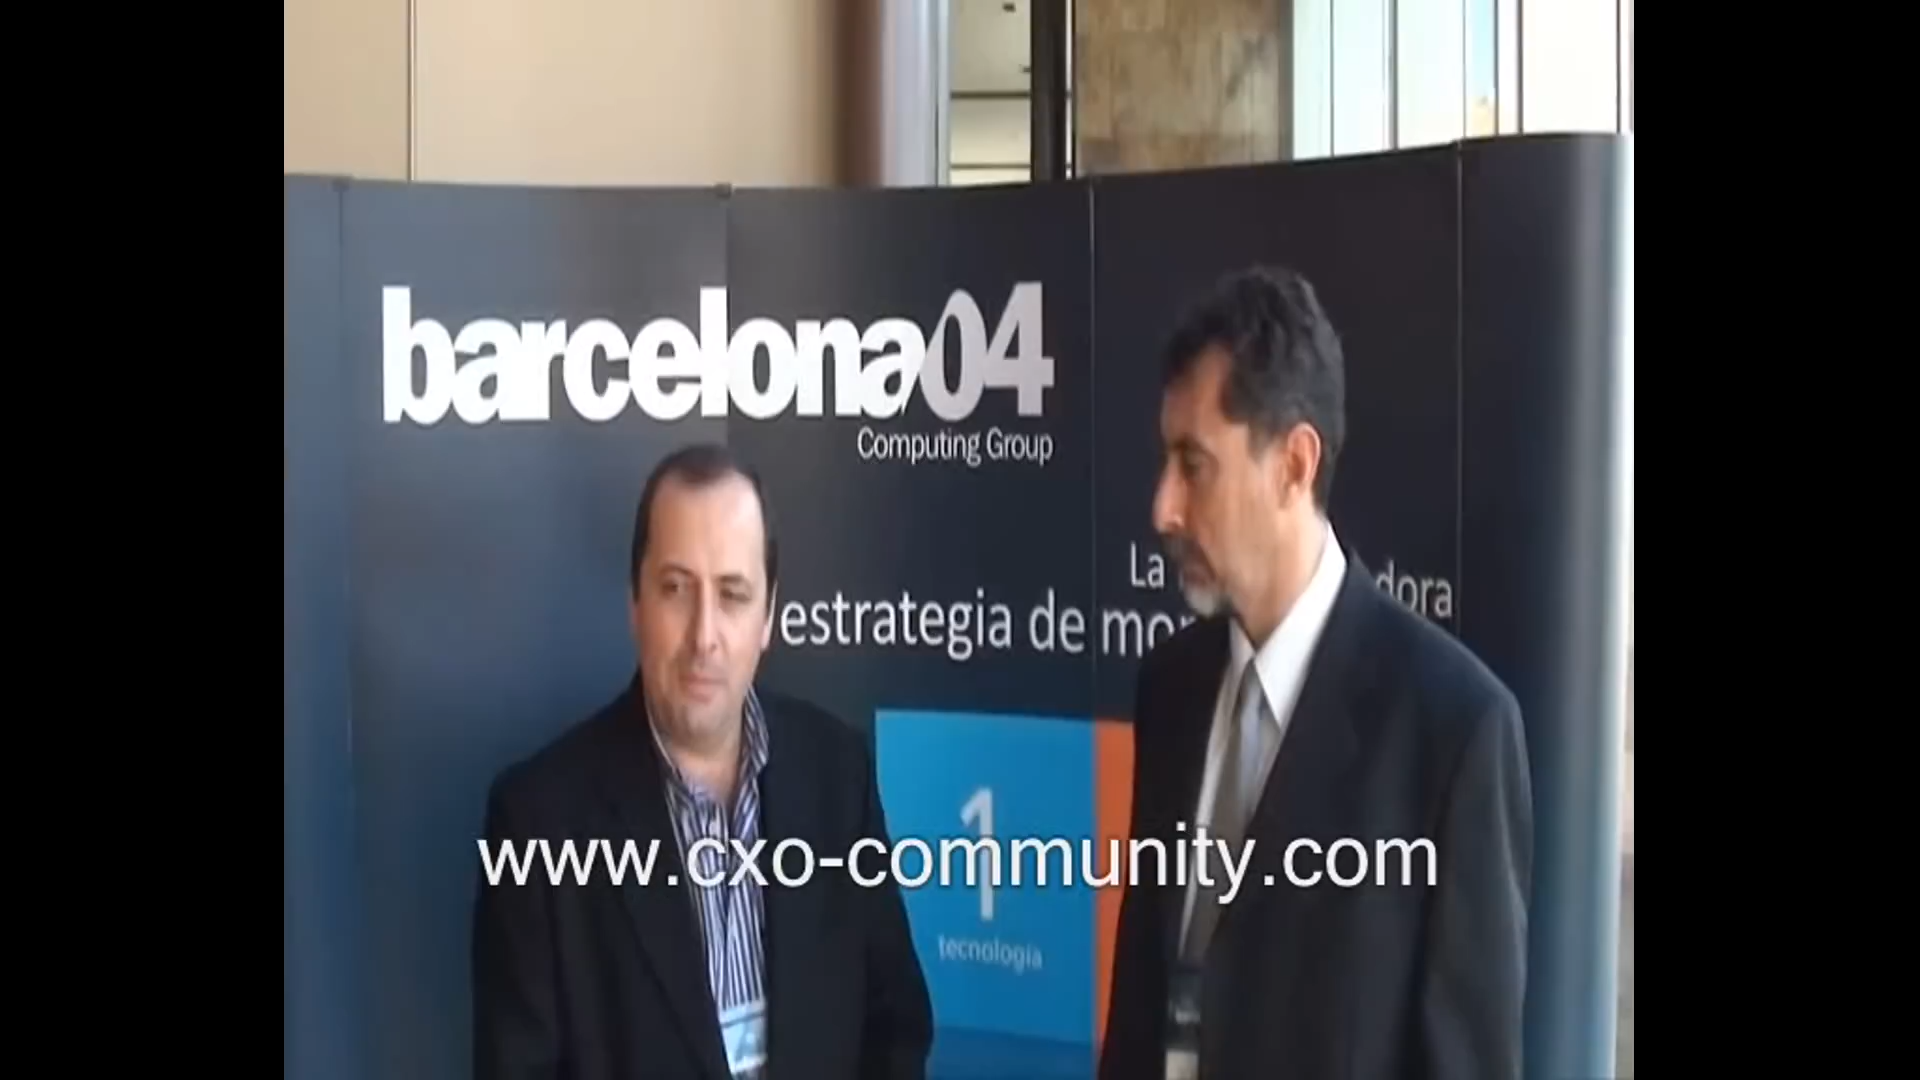 barcelona04
Computing Group
La
dora
estrategia de mo
1
tecnología
www.cxo-community.com